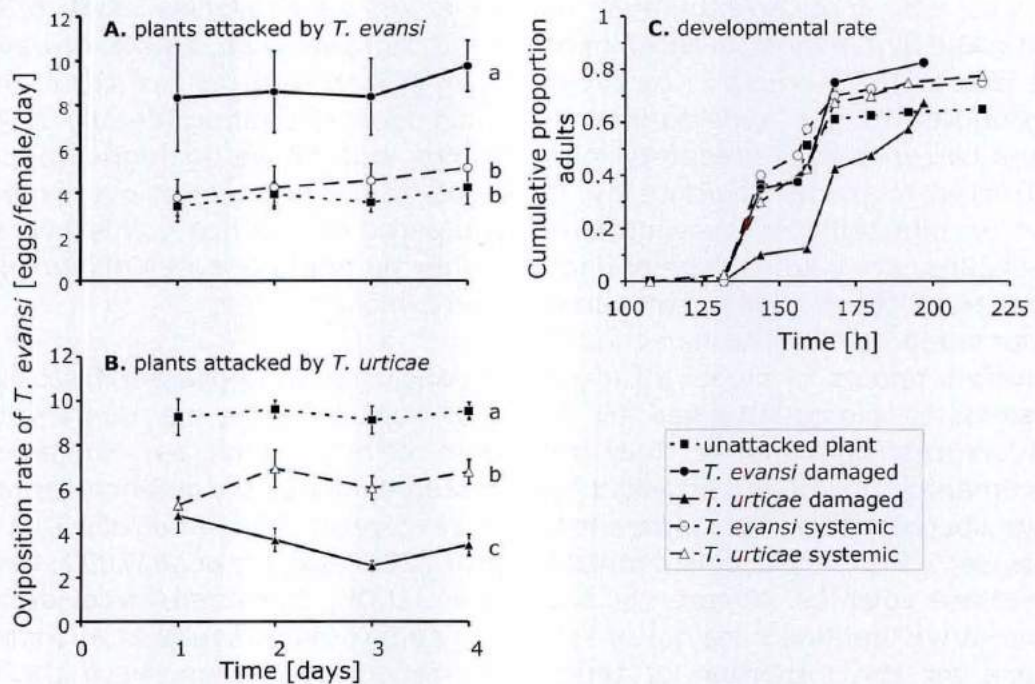 A. plants attacked by T. evansi
12
10
8
6
4
2
0
a
b
b
B. plants attacked by T. urticae
12
10
8
6
4
2
0
a
b
c
0 1 2 3 4
Time [days]
Oviposition rate of T. evansi [eggs/female/day]
C. developmental rate
1
0.8
0.6
0.4
0.2
0
100 125 150 175 200 225
Time [h]
Cumulative proportion
adults
unattacked plant
T. evansi damaged
T. urticae damaged
T. evansi systemic
T. urticae systemic